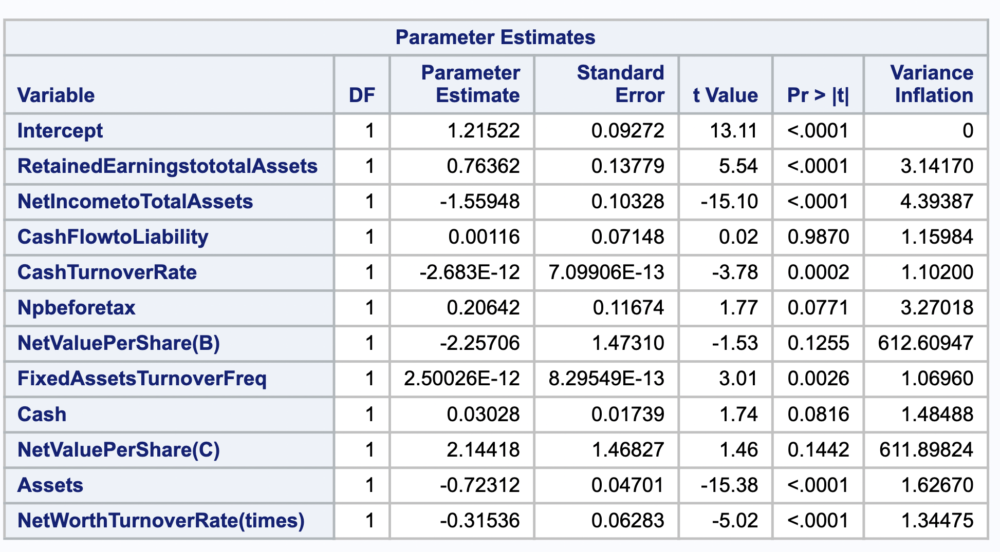 Parameter Estimates
Variable DF Parameter Estimate Standard Error t Value Pr > |t| Variance Inflation
Intercept 1 1.21522 0.09272 13.11 <.0001 0
RetainedEarningstototalAssets 1 0.76362 0.13779 5.54 <.0001 3.14170
NetIncometoTotalAssets 1 -1.55948 0.10328 -15.10 <.0001 4.39387
CashFlowtoLiability 1 0.00116 0.07148 0.02 0.9870 1.15984
CashTurnoverRate 1 -2.683E-12 7.09906E-13 -3.78 0.0002 1.10200
Npbeforetax 1 0.20642 0.11674 1.77 0.0771 3.27018
NetValuePerShare(B) 1 -2.25706 1.47310 -1.53 0.1255 612.60947
FixedAssetsTurnoverFreq 1 2.50026E-12 8.29549E-13 3.01 0.0026 1.06960
Cash 1 0.03028 0.01739 1.74 0.0816 1.48488
NetValuePerShare(C) 1 2.14418 1.46827 1.46 0.1442 611.89824
Assets 1 -0.72312 0.04701 -15.38 <.0001 1.62670
NetWorthTurnoverRate(times) 1 -0.31536 0.06283 -5.02 <.0001 1.34475